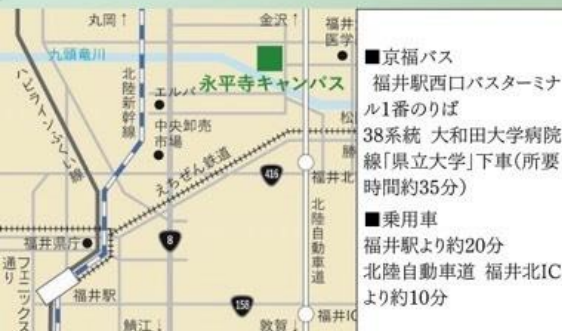 丸岡↑
金沢↑
福井
医学
九頭竜川
北陸新幹線
永平寺キャンパス
エルパ
中央卸売
市場
ハピラインふくい線
えちぜん鉄道
松
勝
416
福井北
8
北陸自動車道
福井県庁
フェニックス
通り
福井駅
158
鯖江↓
敦賀↓
福井IC
■京福バス
福井駅西口バスターミナ
ル1番のりば
38系統 大和田大学病院
線「県立大学」下車(所要
時間約35分)
■乗用車
福井駅より約20分
北陸自動車道 福井北IC
より約10分